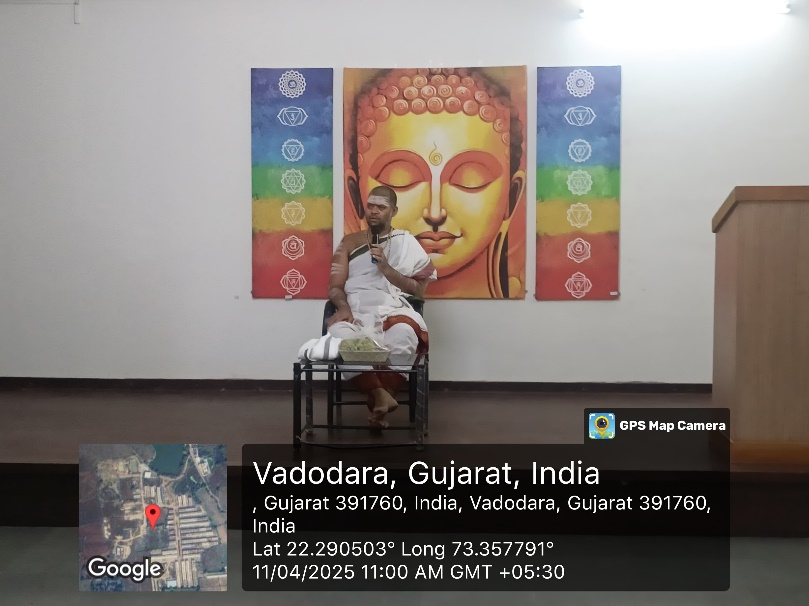 GPS Map Camera
Vadodara, Gujarat, India
, Gujarat 391760, India, Vadodara, Gujarat 391760,
India
Lat 22.290503° Long 73.357791°
11/04/2025 11:00 AM GMT +05:30
Google